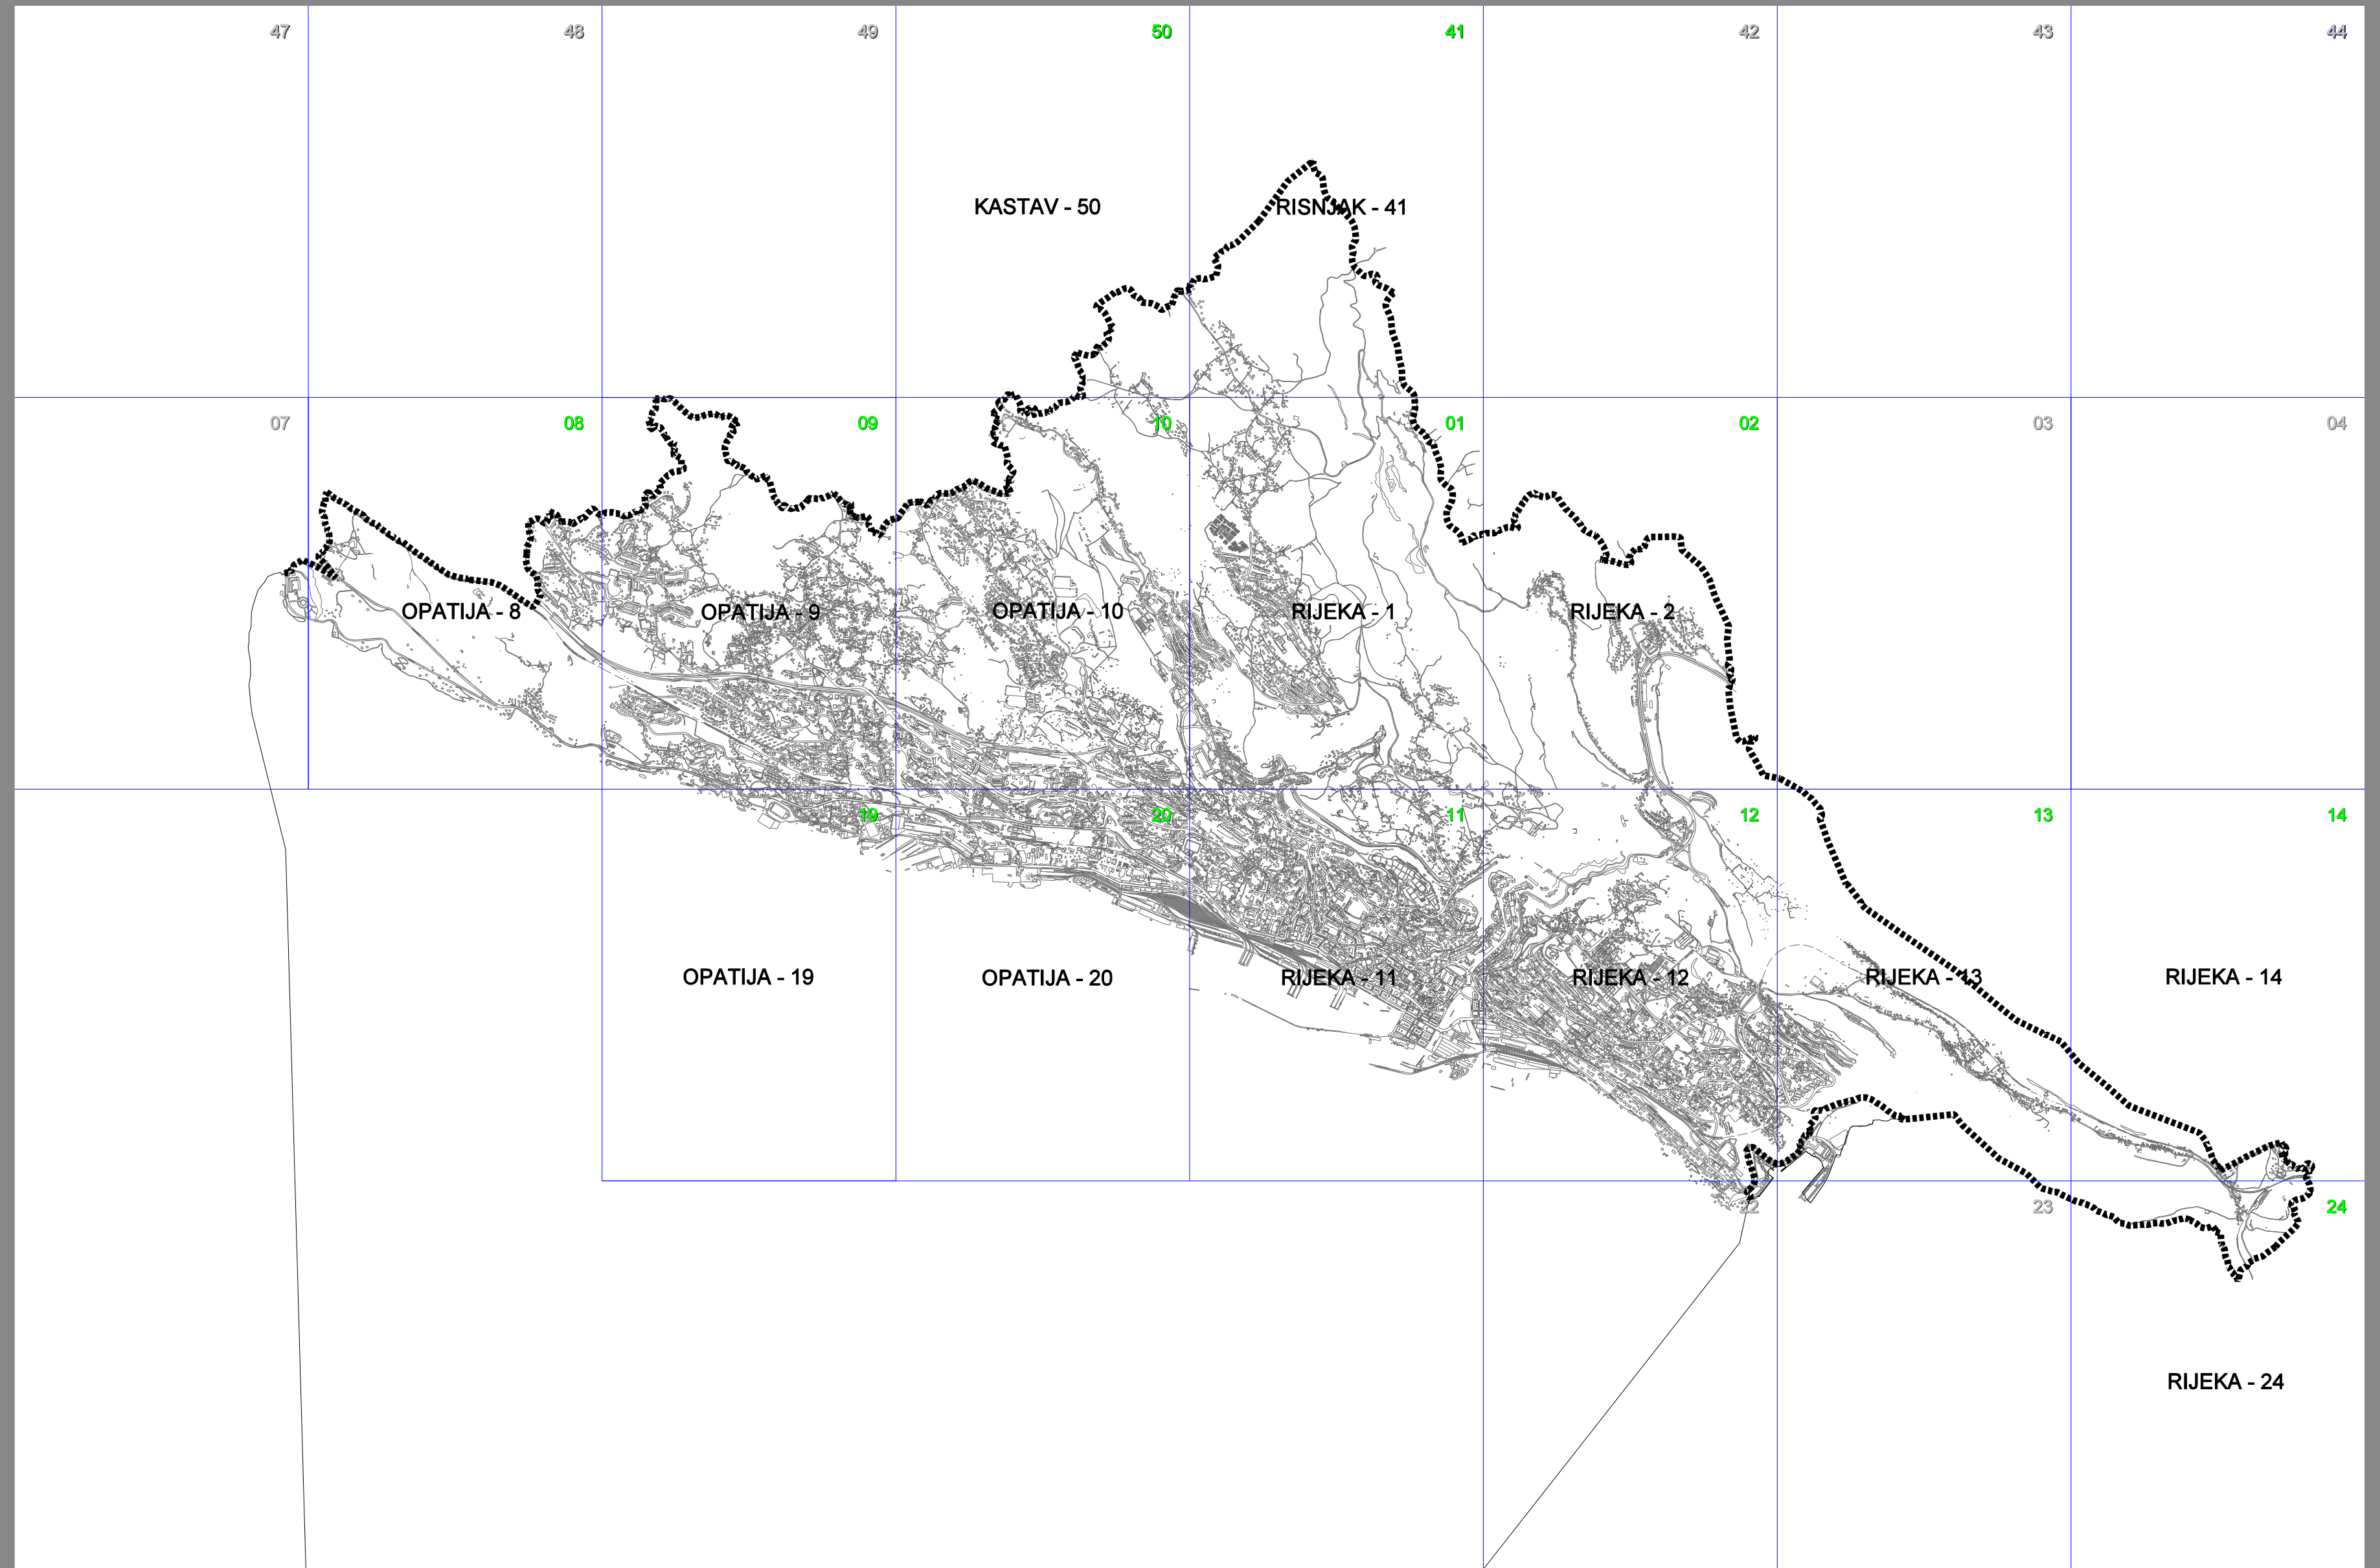 47 48 49 50 41 42 43 44
KASTAV - 50 RISNJAK - 41
07 08 09 10 01 02 03 04
OPATIJA - 8 OPATIJA - 9 OPATIJA - 10 RIJEKA - 1 RIJEKA - 2
19 20 11 12 13 14
OPATIJA - 19 OPATIJA - 20 RIJEKA - 11 RIJEKA - 12 RIJEKA - 13 RIJEKA - 14
22 23 24
RIJEKA - 24